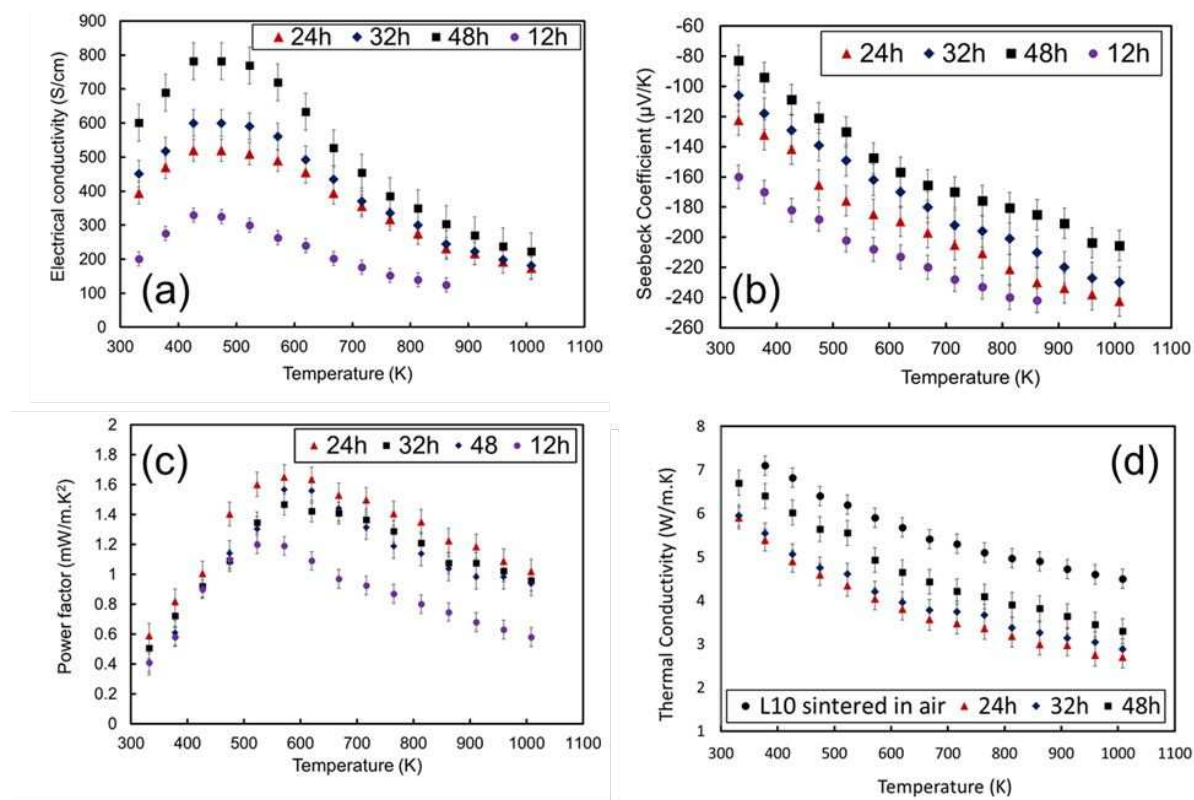 900
800
700
600
500
400
300
200
100
0
24h 32h 48h 12h
(a)
Electrical conductivity (S/cm)
300 400 500 600 700 800 900 1000 1100
Temperature (K)
-60
-80
-100
-120
-140
-160
-180
-200
-220
-240
-260
24h 32h 48h 12h
(b)
Seebeck Coefficient (µV/K)
300 400 500 600 700 800 900 1000 1100
Temperature (K)
2
1.8
1.6
1.4
1.2
1
0.8
0.6
0.4
0.2
0
(c)
24h 32h 48 12h
Power factor (mW/m.K²)
300 400 500 600 700 800 900 1000 1100
Temperature (K)
8
7
6
5
4
3
2
1
(d)
Thermal Conductivity (W/m.K)
L10 sintered in air 24h 32h 48h
300 400 500 600 700 800 900 1000 1100
Temperature (K)